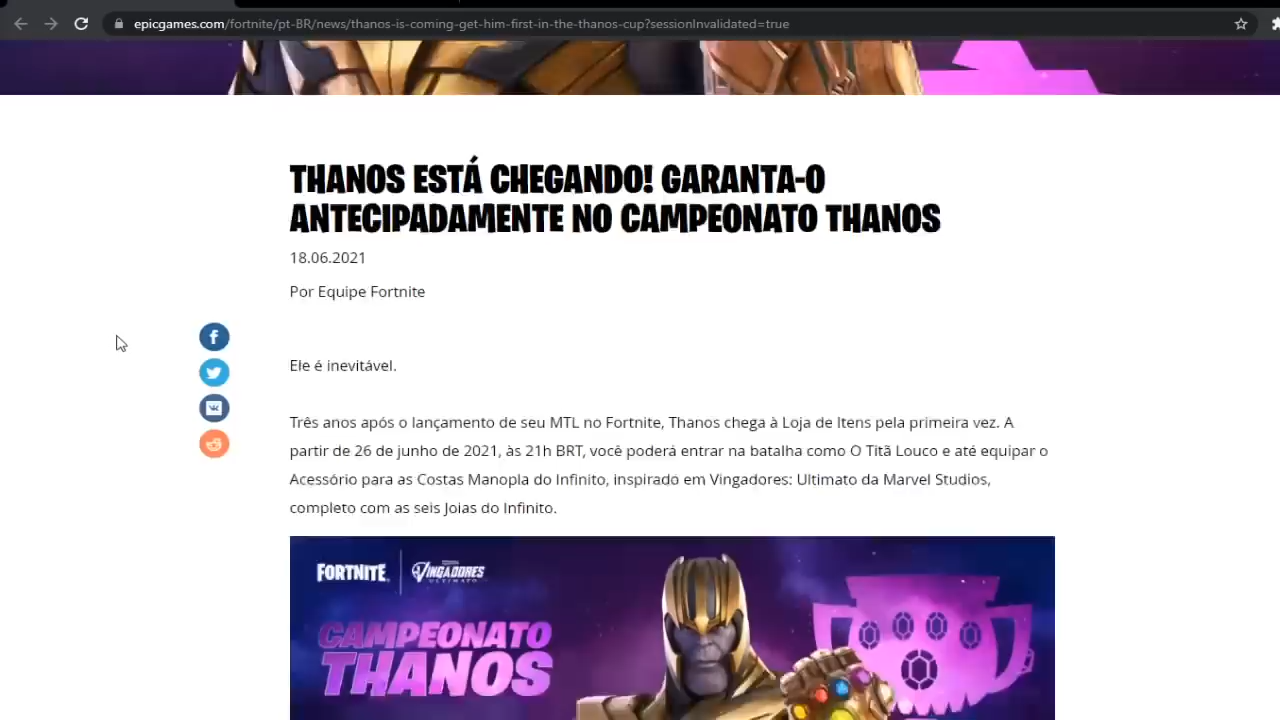 epicgames.com/fortnite/pt-BR/news/thanos-is-coming-get-him-first-in-the-thanos-cup?sessionInvalidated=true
THANOS ESTÁ CHEGANDO! GARANTA-O
ANTECIPADAMENTE NO CAMPEONATO THANOS
18.06.2021
Por Equipe Fortnite
Ele é inevitável.
Três anos após o lançamento de seu MTL no Fortnite, Thanos chega à Loja de Itens pela primeira vez. A
partir de 26 de junho de 2021, às 21h BRT, você poderá entrar na batalha como O Titã Louco e até equipar o
Acessório para as Costas Manopla do Infinito, inspirado em Vingadores: Ultimato da Marvel Studios,
completo com as seis Joias do Infinito.
FORTNITE
VINGADORES
ULTIMATO
CAMPEONATO
THANOS